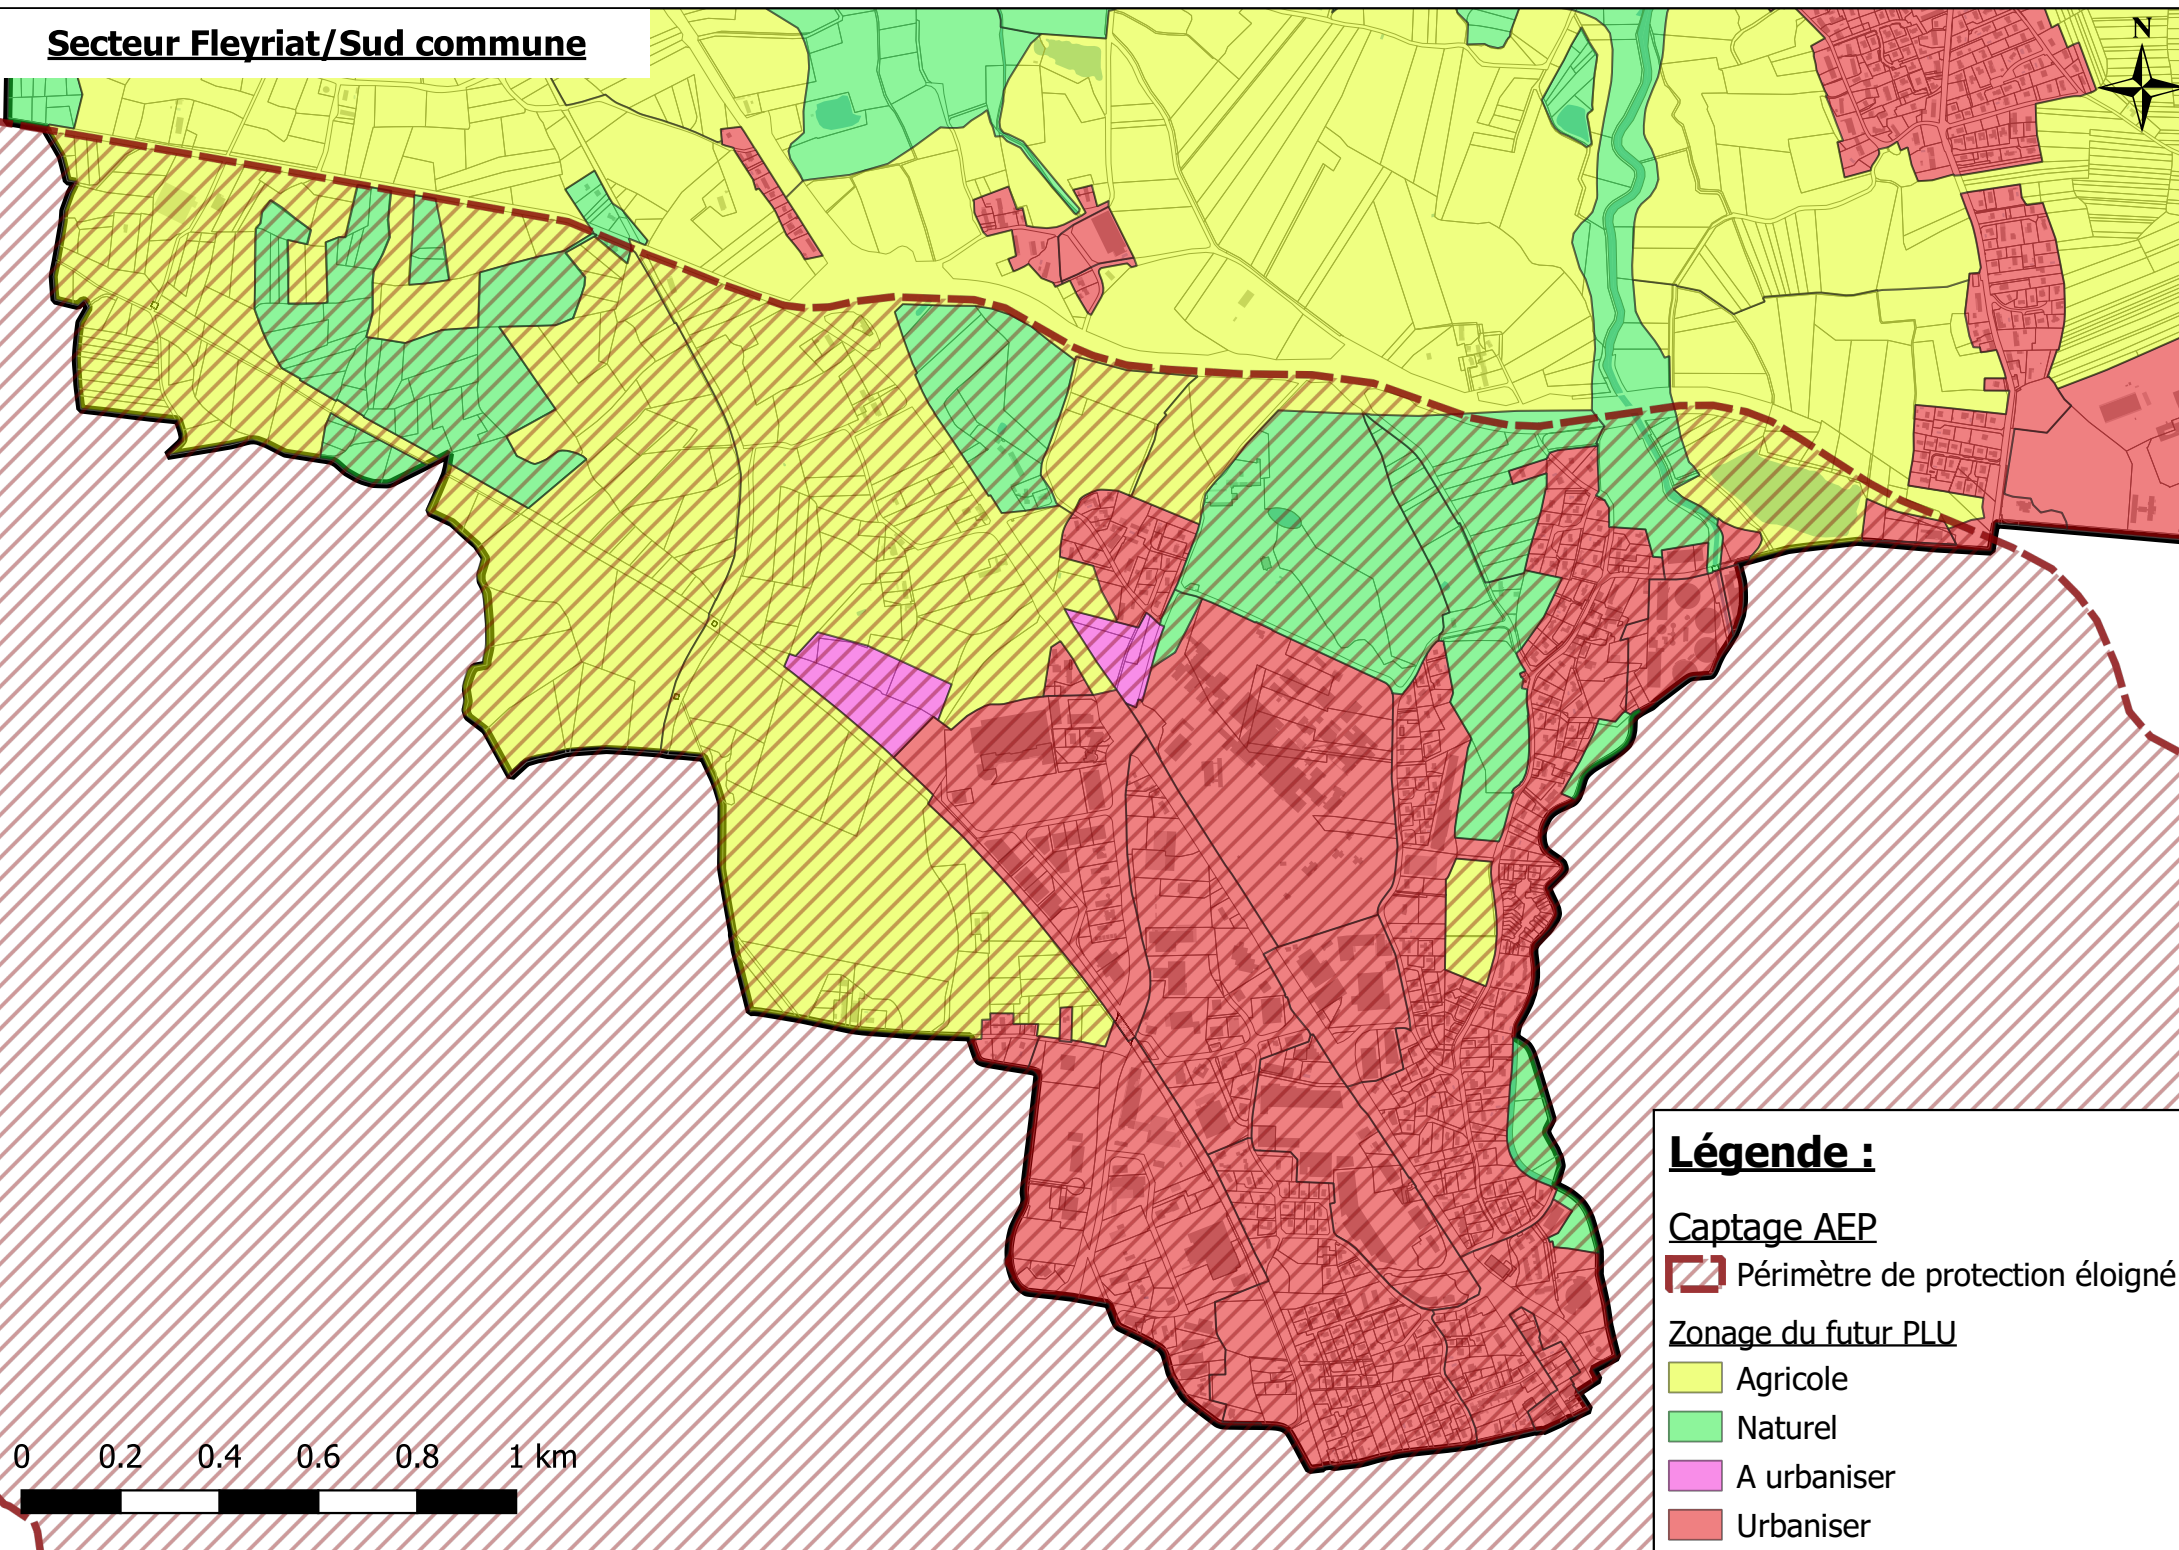 Secteur Fleyriat/Sud commune
N
Légende :
Captage AEP
Périmètre de protection éloigné
Zonage du futur PLU
Agricole
Naturel
A urbaniser
Urbaniser
0 0.2 0.4 0.6 0.8 1 km